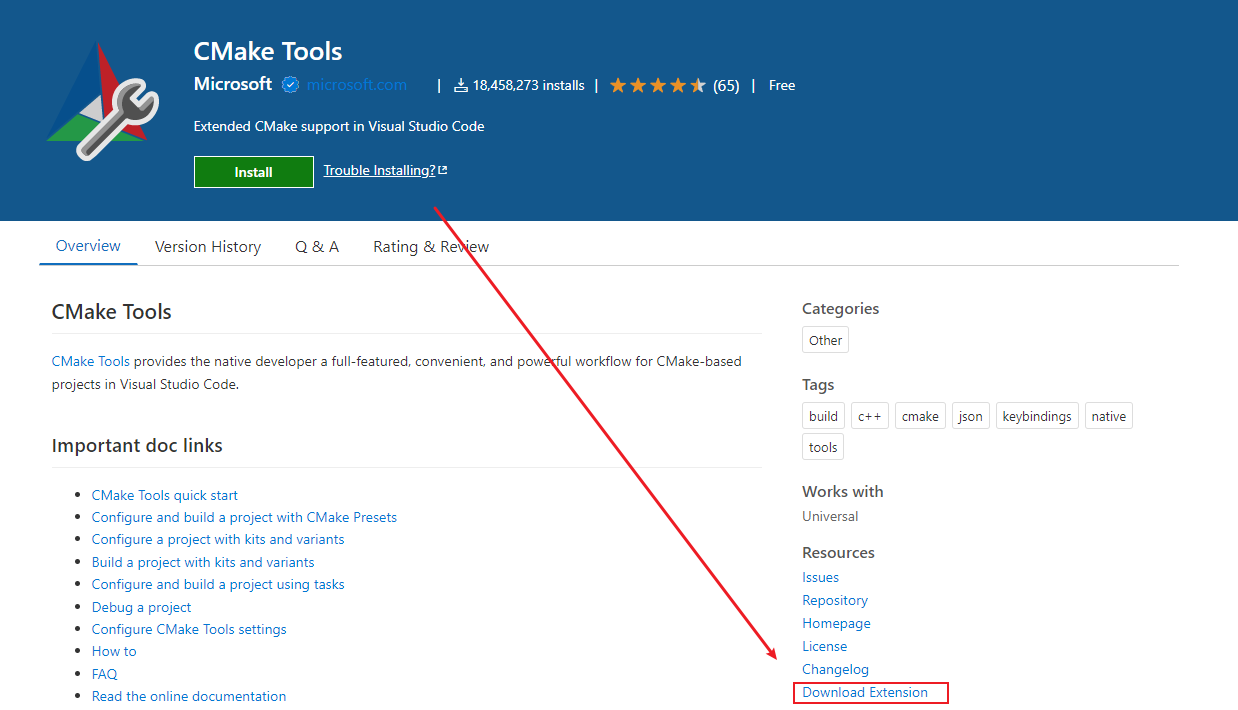 CMake Tools
Microsoft microsoft.com | 18,458,273 installs | (65) | Free
Extended CMake support in Visual Studio Code
Install Trouble Installing?
Overview Version History Q & A Rating & Review
CMake Tools
CMake Tools provides the native developer a full-featured, convenient, and powerful workflow for CMake-based
projects in Visual Studio Code.
Important doc links
CMake Tools quick start
Configure and build a project with CMake Presets
Configure a project with kits and variants
Build a project with kits and variants
Configure and build a project using tasks
Debug a project
Configure CMake Tools settings
How to
FAQ
Read the online documentation
Categories
Other
Tags
build c++ cmake json keybindings native
tools
Works with
Universal
Resources
Issues
Repository
Homepage
License
Changelog
Download Extension